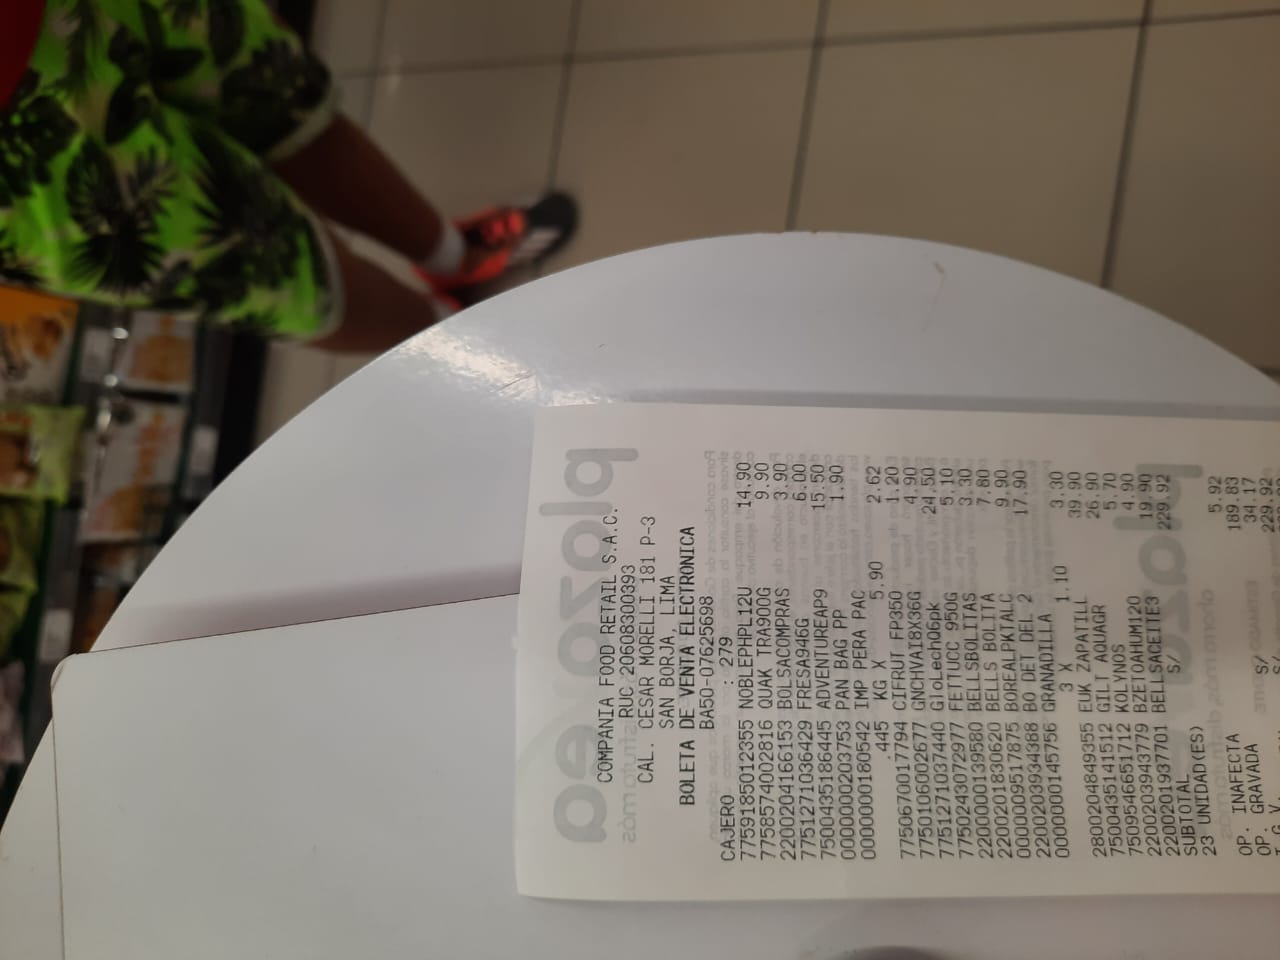 COMPANIA FOOD RETAIL S.A.C.
RUC 20608300393
CAL. CESAR MORELLI 181 P-3
SAN BORJA, LIMA
BOLETA DE VENTA ELECTRONICA
BA50-07625698
CAJERO : 279
7759185012355 NOBLEPHPL12U 14.90
7758574002816 QUAK TRA900G 9.90
2200204166153 BOLSACOMPRAS 3.90
7751271036429 FRESA946G 6.00
7500435186445 ADVENTUREAP9 15.50
0000000203753 PAN BAG PP 1.90
0000000180542 IMP PERA PAC
.445 KG X 5.90 2.62
7750670017794 CIFRUT FP350 1.20
7750106002677 GNCHVAI8X36G 4.90
7751271037440 GloLech06pk 24.50
7750243072977 FETTUCC 950G 5.10
2200000139580 BELLSBOLITAS 3.30
2200201830620 BELLS BOLITA 7.80
0000009517875 BOREALPKTALC 9.90
2200203934388 BO DET DEL 2 17.90
0000000145756 GRANADILLA
3 X 1.10 3.30
2800204849355 EUK ZAPATILL 39.90
7500435141512 GILT AQUAGR 26.90
7509546651712 KOLYNOS 5.70
2200203943779 BZETOAHUM120 4.90
2200201937701 BELLSACEITE3 19.90
SUBTOTAL S/ 229.92
23 UNIDAD(ES)
OP. INAFECTA 5.92
OP. GRAVADA S/ 189.83
I.G.V. S/ 34.17
229.92